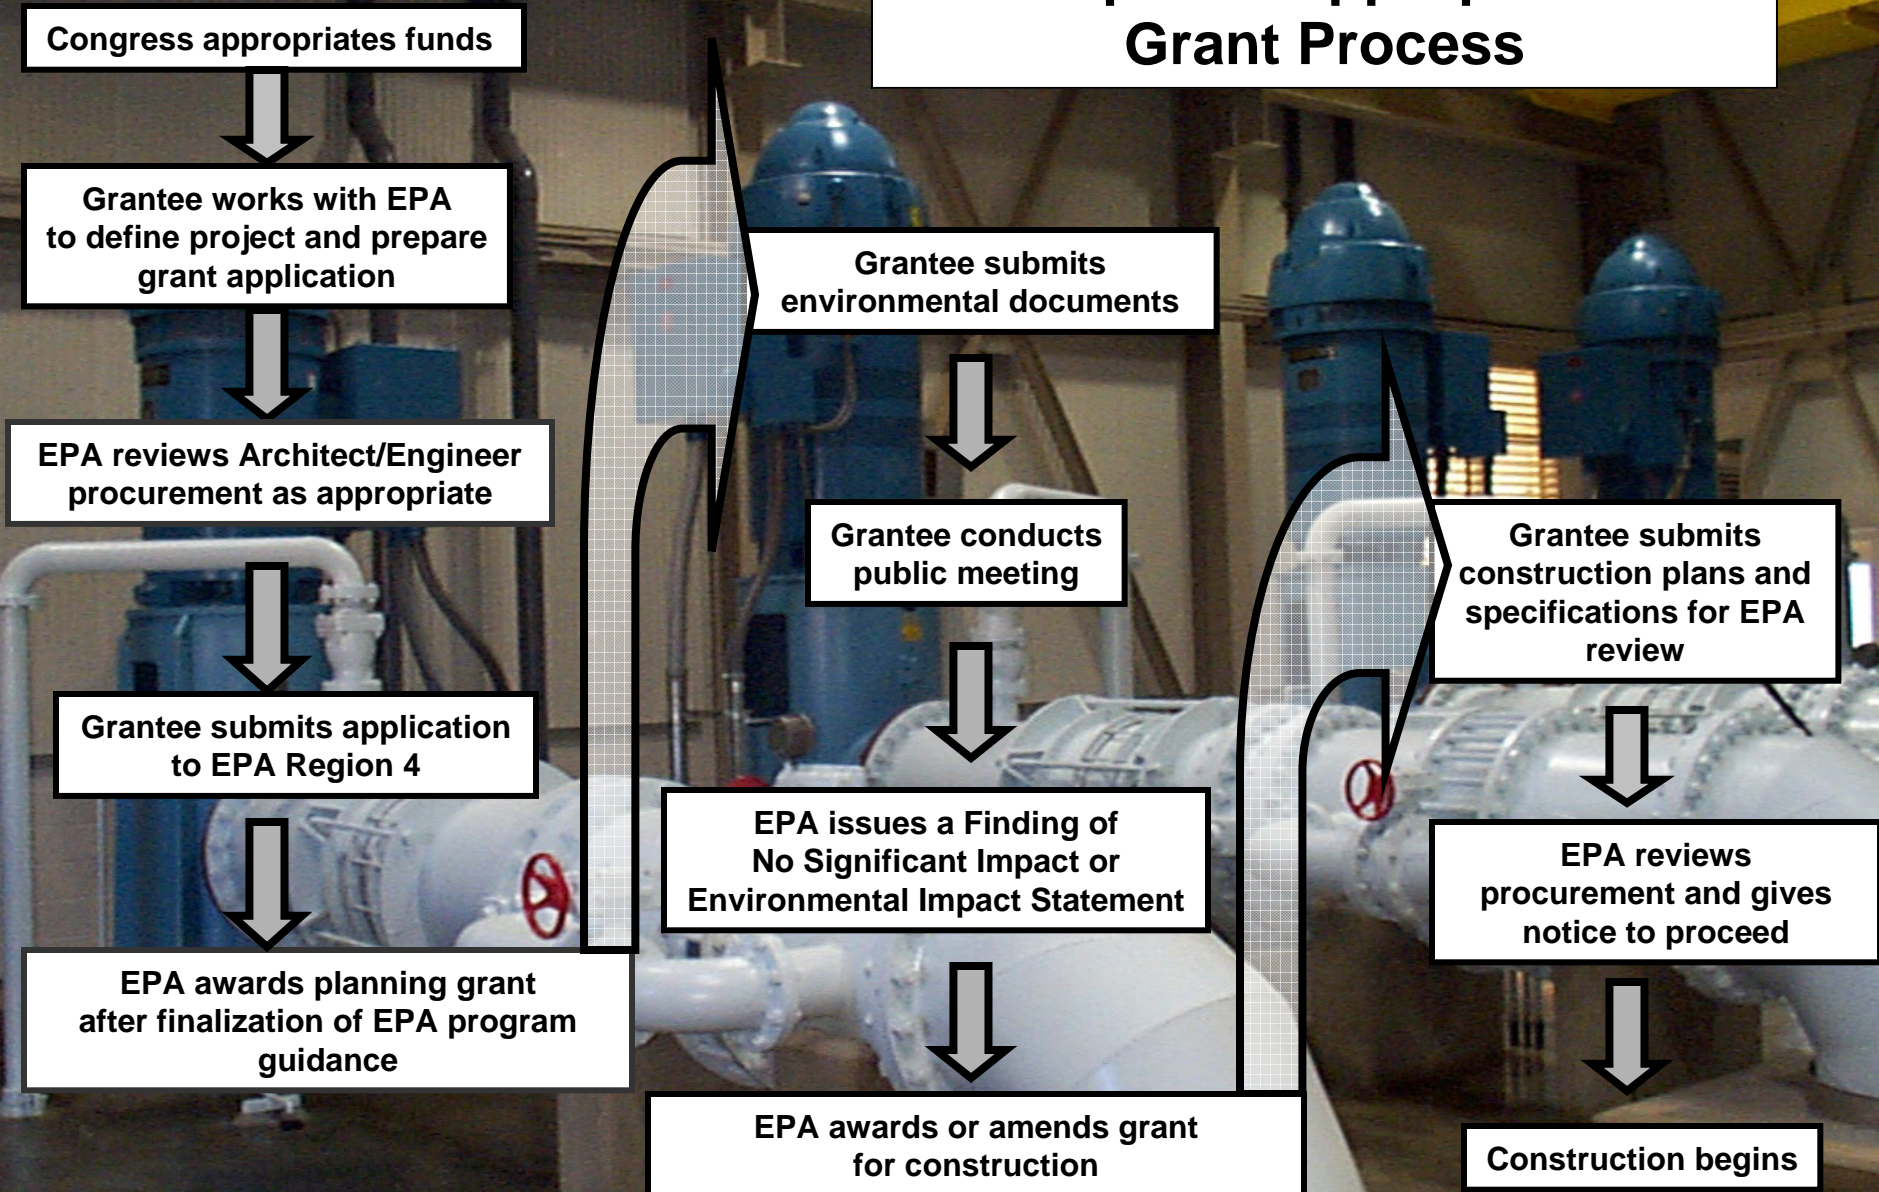 Grant Process
Congress appropriates funds
Grantee works with EPA
to define project and prepare
grant application
EPA reviews Architect/Engineer
procurement as appropriate
Grantee submits application
to EPA Region 4
EPA awards planning grant
after finalization of EPA program
guidance
Grantee submits
environmental documents
Grantee conducts
public meeting
EPA issues a Finding of
No Significant Impact or
Environmental Impact Statement
EPA awards or amends grant
for construction
Grantee submits
construction plans and
specifications for EPA
review
EPA reviews
procurement and gives
notice to proceed
Construction begins